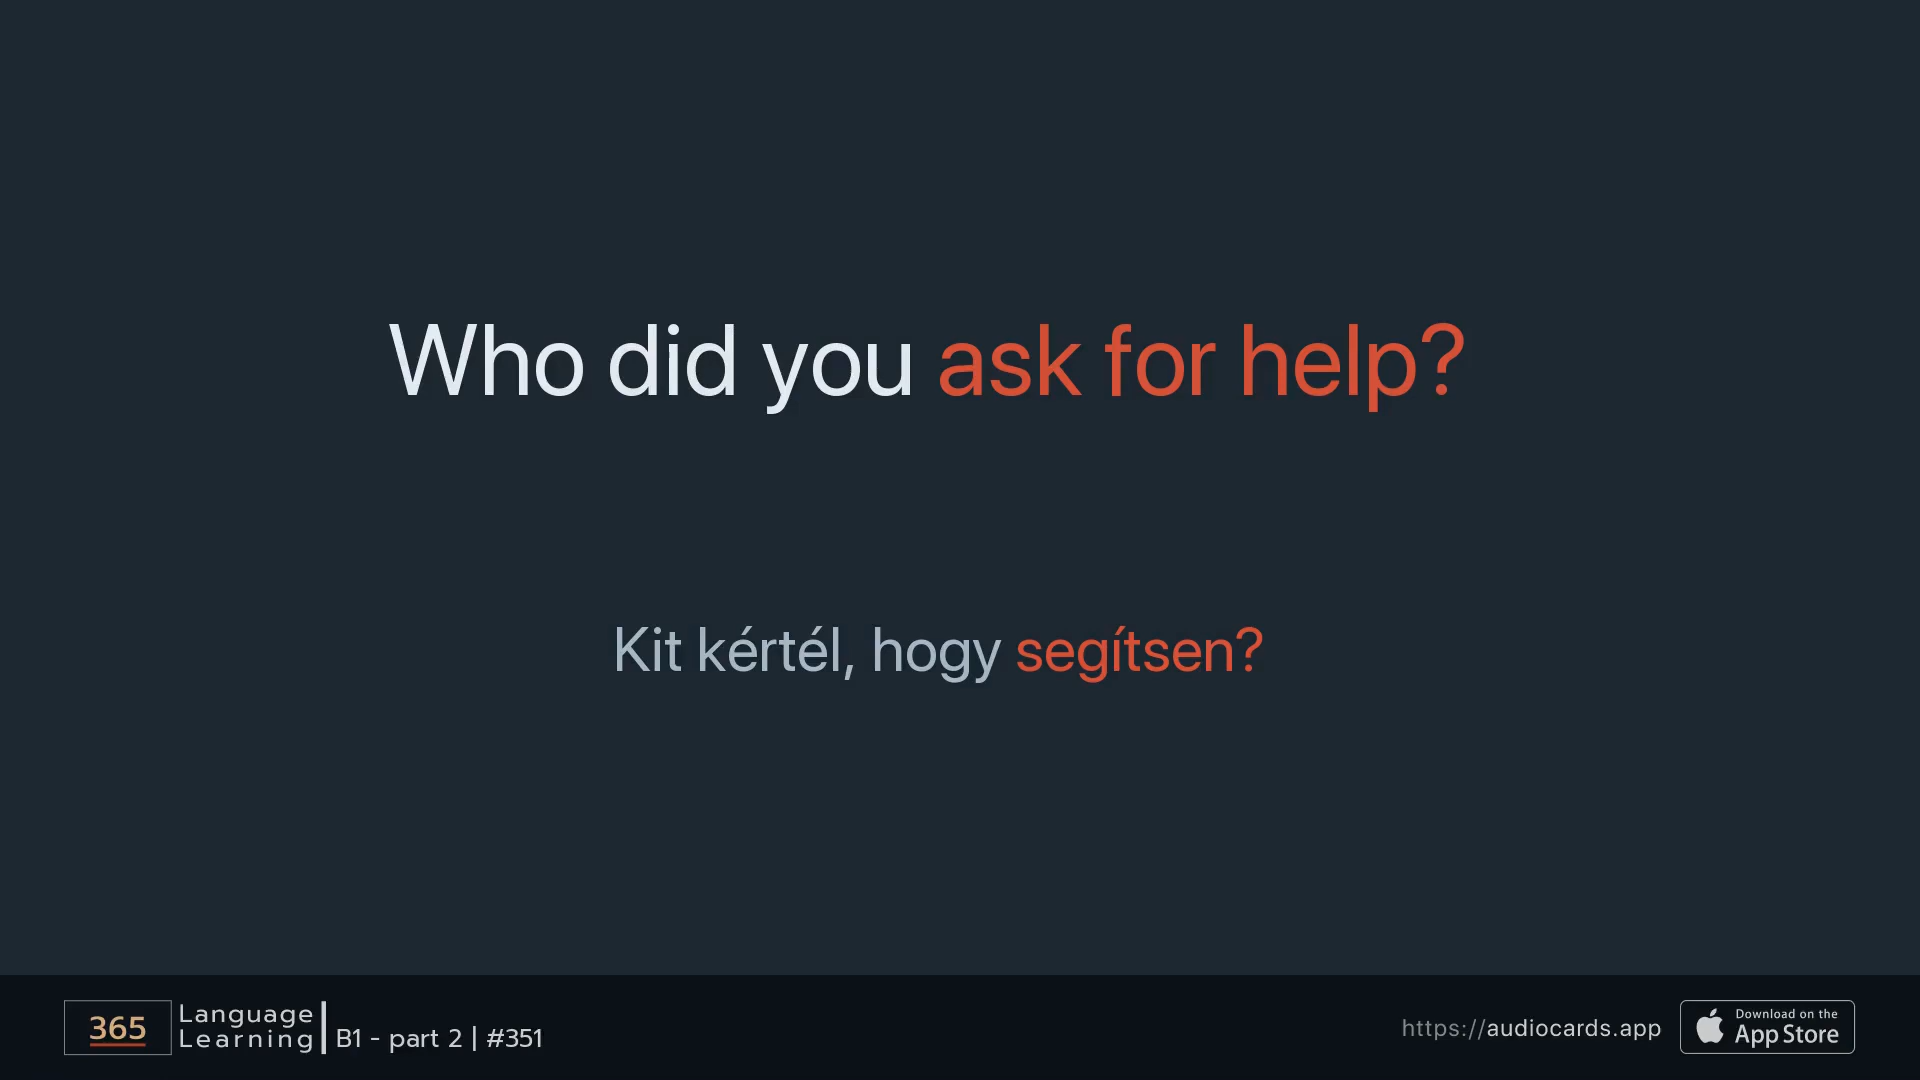 Who did you ask for help?
Kit kértél, hogy segítsen?
365 Language Learning
B1 - part 2 | #351
https://audiocards.app
Download on the
App Store